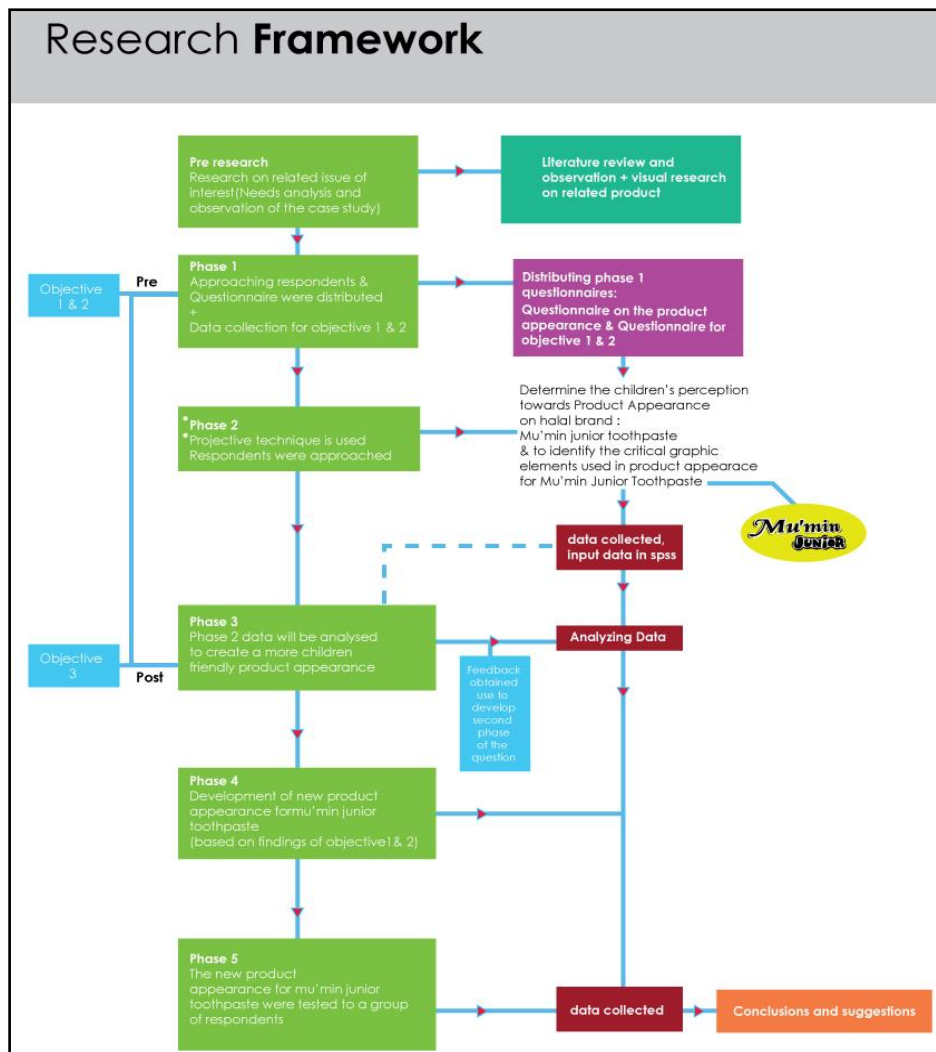 Research Framework
Pre research
Research on related issue of
interest(Needs analysis and
observation of the case study)
Literature review and
observation + visual research
on related product
Objective
1 & 2
Pre
Phase 1
Approaching respondents &
Questionnaire were distributed
+
Data collection for objective 1 & 2
Distributing phase 1
questionnaires:
Questionnaire on the product
appearance & Questionnaire for
objective 1 & 2
Phase 2
Projective technique is used
Respondents were approached
Determine the children's perception
towards Product Appearance
on halal brand :
Mu'min junior toothpaste
& to identify the critical graphic
elements used in product appearace
for Mu'min Junior Toothpaste
Mu'min
JUNIOR
data collected,
input data in spss
Objective
3
Post
Phase 3
Phase 2 data will be analysed
to create a more children
friendly product appearance
Analyzing Data
Feedback
obtained
use to
develop
second
phase
of the
question
Phase 4
Development of new product
appearance formu'min junior
toothpaste
(based on findings of objective1& 2)
Phase 5
The new product
appearance for mu'min junior
toothpaste were tested to a group
of respondents
data collected
Conclusions and suggestions